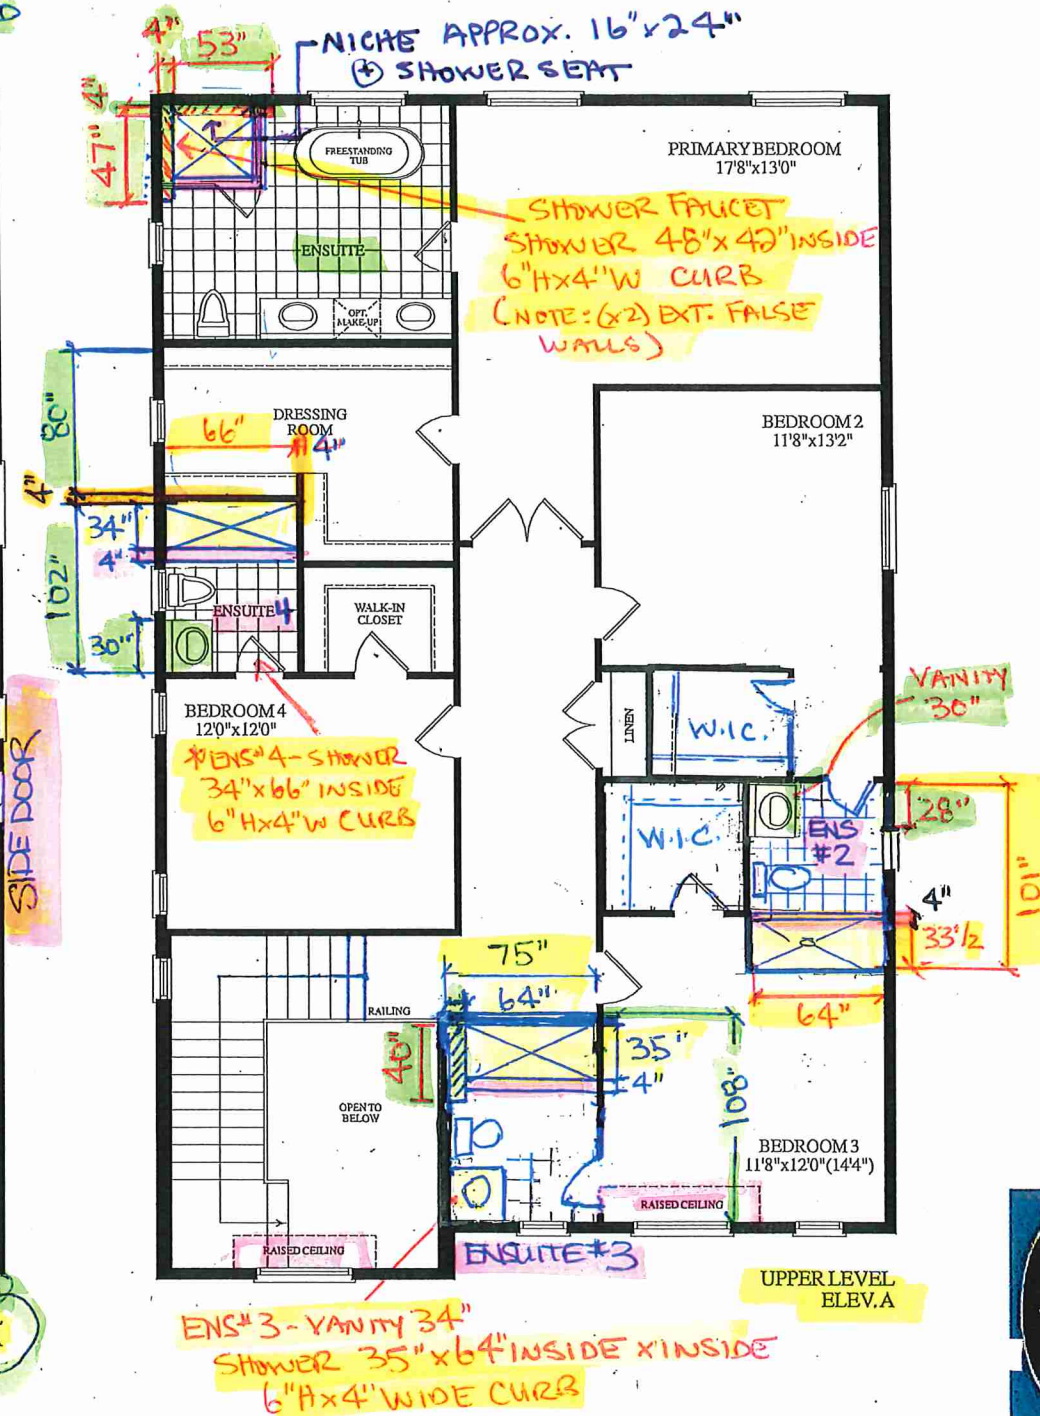 4"
53"
NICHE APPROX. 16"x24"
(+) SHOWER SEAT
4"
47"
FREESTANDING
TUB
PRIMARY BEDROOM
17'8"x13'0"
SHOWER FAUCET
SHOWER 48"x42" INSIDE
6"Hx4"W CURB
(NOTE: (x2) EXT. FALSE
WALLS)
ENSUITE
OPT.
MAKE-UP
80"
DRESSING
ROOM
66"
4"
BEDROOM 2
11'8"x13'2"
4"
34"
4"
102"
30"
ENSUITE 4
WALK-IN
CLOSET
BEDROOM 4
12'0"x12'0"
*ENS#4-SHOWER
34"x66" INSIDE
6"Hx4"W CURB
SIDE DOOR
LINEN
W.I.C.
VANITY
30"
W.I.C.
ENS
#2
28"
101"
4"
33 1/2
64"
75"
64"
RAILING
40"
35"
4"
108"
OPEN TO
BELOW
BEDROOM 3
11'8"x12'0"(14'4")
RAISED CEILING
RAISED CEILING
ENSUITE #3
UPPER LEVEL
ELEV. A
ENS#3-VANITY 34"
SHOWER 35"x64" INSIDE x INSIDE
6"Hx4" WIDE CURB